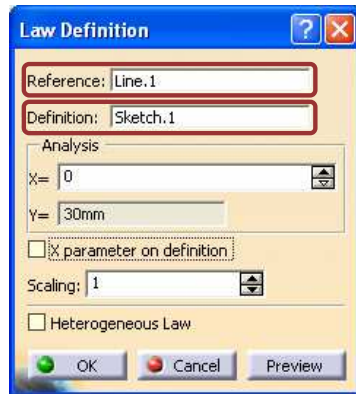 Law Definition
Reference: Line.1
Definition: Sketch.1
Analysis
X= 0
Y= 30mm
X parameter on definition
Scaling: 1
Heterogeneous Law
OK Cancel Preview